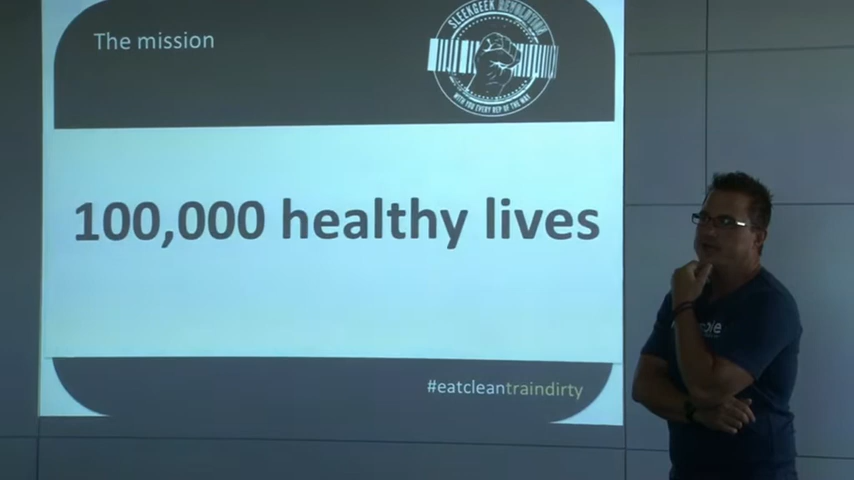 The mission
SLEEKGEEK REVOLUTION
WITH YOU EVERY REP OF THE WAY
100,000 healthy lives
#eatcleantraindirty